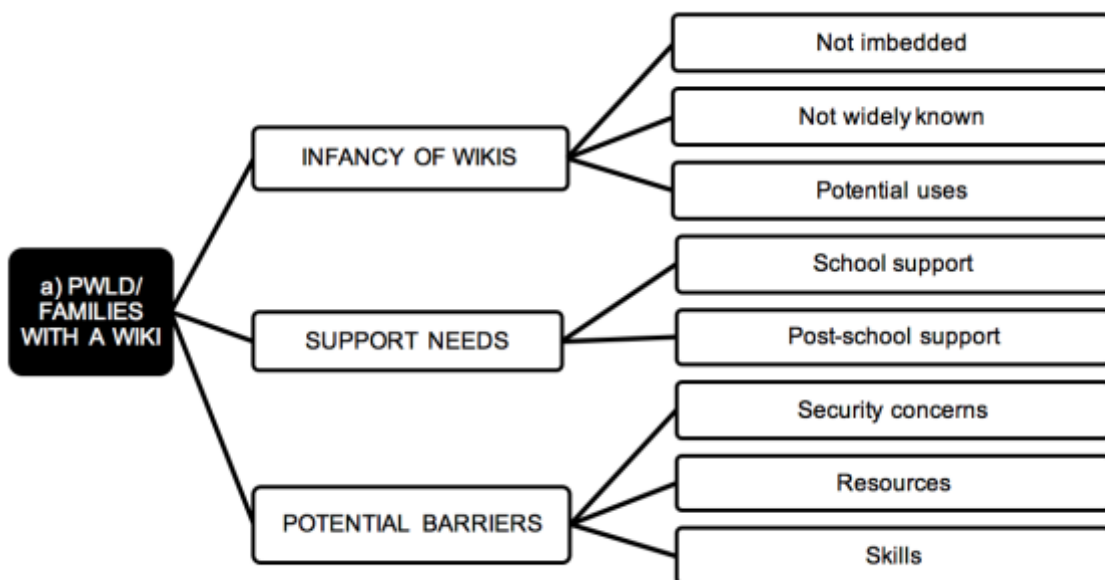 a) PWLD/
FAMILIES
WITH A WIKI
INFANCY OF WIKIS
Not imbedded
Not widely known
Potential uses
SUPPORT NEEDS
School support
Post-school support
POTENTIAL BARRIERS
Security concerns
Resources
Skills